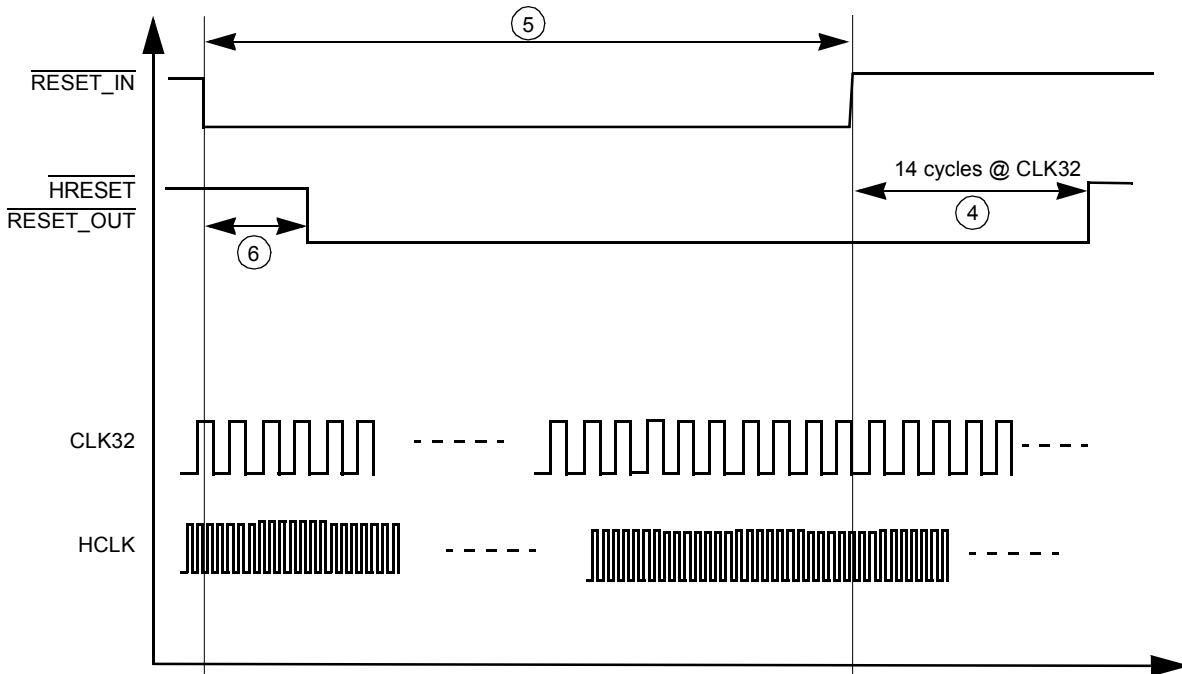 5
RESET_IN
14 cycles @ CLK32
HRESET
RESET_OUT
4
6
CLK32
HCLK